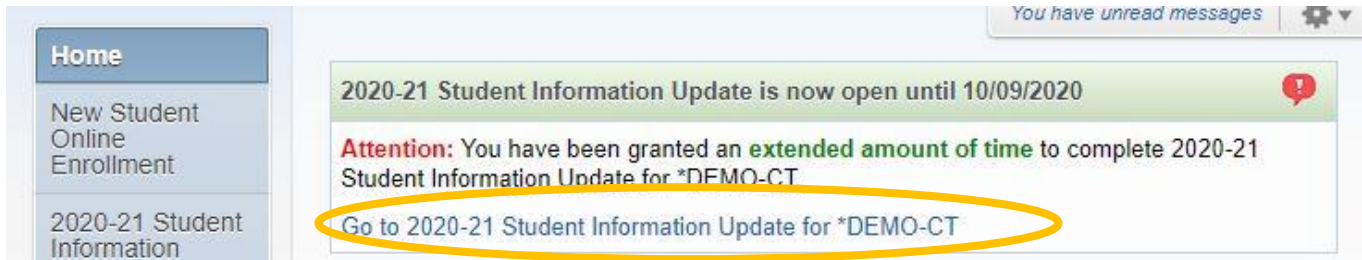 You have unread messages
Home
New Student
Online
Enrollment
2020-21 Student
Information
2020-21 Student Information Update is now open until 10/09/2020
Attention: You have been granted an extended amount of time to complete 2020-21
Student Information Update for *DEMO-CT
Go to 2020-21 Student Information Update for *DEMO-CT